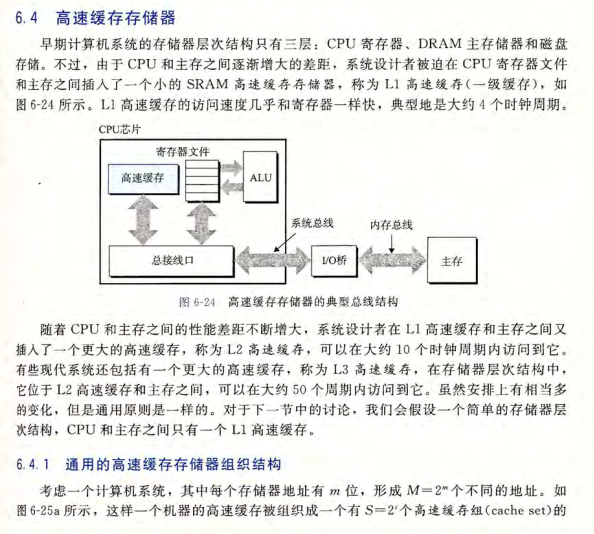 6.4 高速缓存存储器
早期计算机系统的存储器层次结构只有三层：CPU 寄存器、DRAM 主存储器和磁盘
存储。不过，由于 CPU 和主存之间逐渐增大的差距，系统设计者被迫在 CPU 寄存器文件
和主存之间插入了一个小的 SRAM 高速缓存存储器，称为 L1 高速缓存(一级缓存)，如
图 6-24 所示。L1 高速缓存的访问速度几乎和寄存器一样快，典型地是大约 4 个时钟周期。
CPU芯片
寄存器文件
高速缓存
ALU
系统总线
内存总线
总接线口
I/O桥
主存
图 6-24 高速缓存存储器的典型总线结构
随着 CPU 和主存之间的性能差距不断增大，系统设计者在 L1 高速缓存和主存之间又
插入了一个更大的高速缓存，称为 L2 高速缓存，可以在大约 10 个时钟周期内访问到它。
有些现代系统还包括有一个更大的高速缓存，称为 L3 高速缓存，在存储器层次结构中，
它位于 L2 高速缓存和主存之间，可以在大约 50 个周期内访问到它。虽然安排上有相当多
的变化，但是通用原则是一样的。对于下一节中的讨论，我们会假设一个简单的存储器层
次结构，CPU 和主存之间只有一个 L1 高速缓存。
6.4.1 通用的高速缓存存储器组织结构
考虑一个计算机系统，其中每个存储器地址有 m 位，形成 M=2ᵐ个不同的地址。如
图 6-25a 所示，这样一个机器的高速缓存被组织成一个有 S=2ˢ个高速缓存组(cache set)的